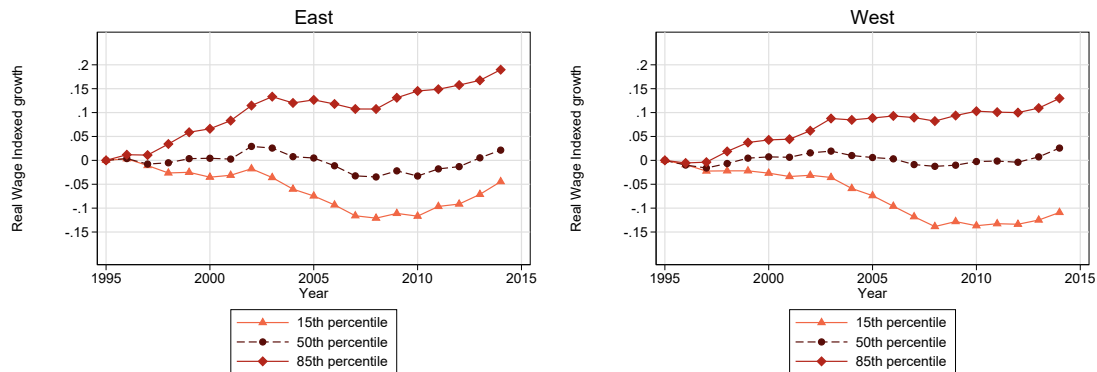 East
Real Wage Indexed growth
.2
.15
.1
.05
0
-.05
-.1
-.15
1995 2000 2005 2010 2015
Year
15th percentile
50th percentile
85th percentile
West
Real Wage Indexed growth
.2
.15
.1
.05
0
-.05
-.1
-.15
1995 2000 2005 2010 2015
Year
15th percentile
50th percentile
85th percentile